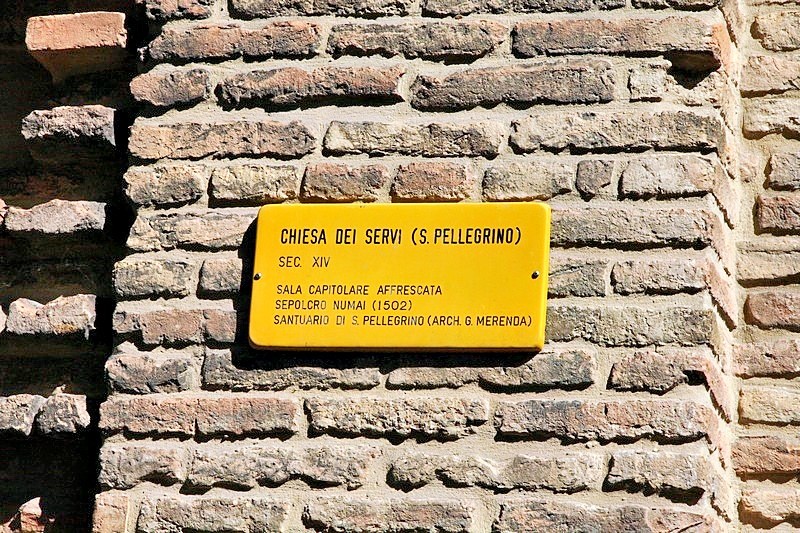 CHIESA DEI SERVI (S. PELLEGRINO)
SEC. XIV
SALA CAPITOLARE AFFRESCATA
SEPOLCRO NUMAI (1502)
SANTUARIO DI S. PELLEGRINO (ARCH. G. MERENDA)